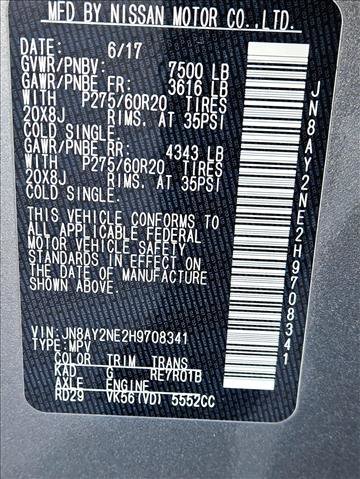 MFD BY NISSAN MOTOR CO.,LTD.
DATE: 6/17
GVWR/PNBV: 7500 LB
GAWR/PNBE FR: 3616 LB
WITH P275/60R20 TIRES
20X8J RIMS, AT 35PSI
COLD SINGLE.
GAWR/PNBE RR: 4343 LB
WITH P275/60R20 TIRES
20X8J RIMS, AT 35PSI
COLD SINGLE.
THIS VEHICLE CONFORMS TO
ALL APPLICABLE FEDERAL
MOTOR VEHICLE SAFETY
STANDARDS IN EFFECT ON
THE DATE OF MANUFACTURE
SHOWN ABOVE.
VIN: JN8AY2NE2H9708341
TYPE: MPV
COLOR TRIM TRANS
KAD G RE7R01B
AXLE ENGINE
RD29 VK56(VD) 5552CC
JN8AY2NE2H9708341